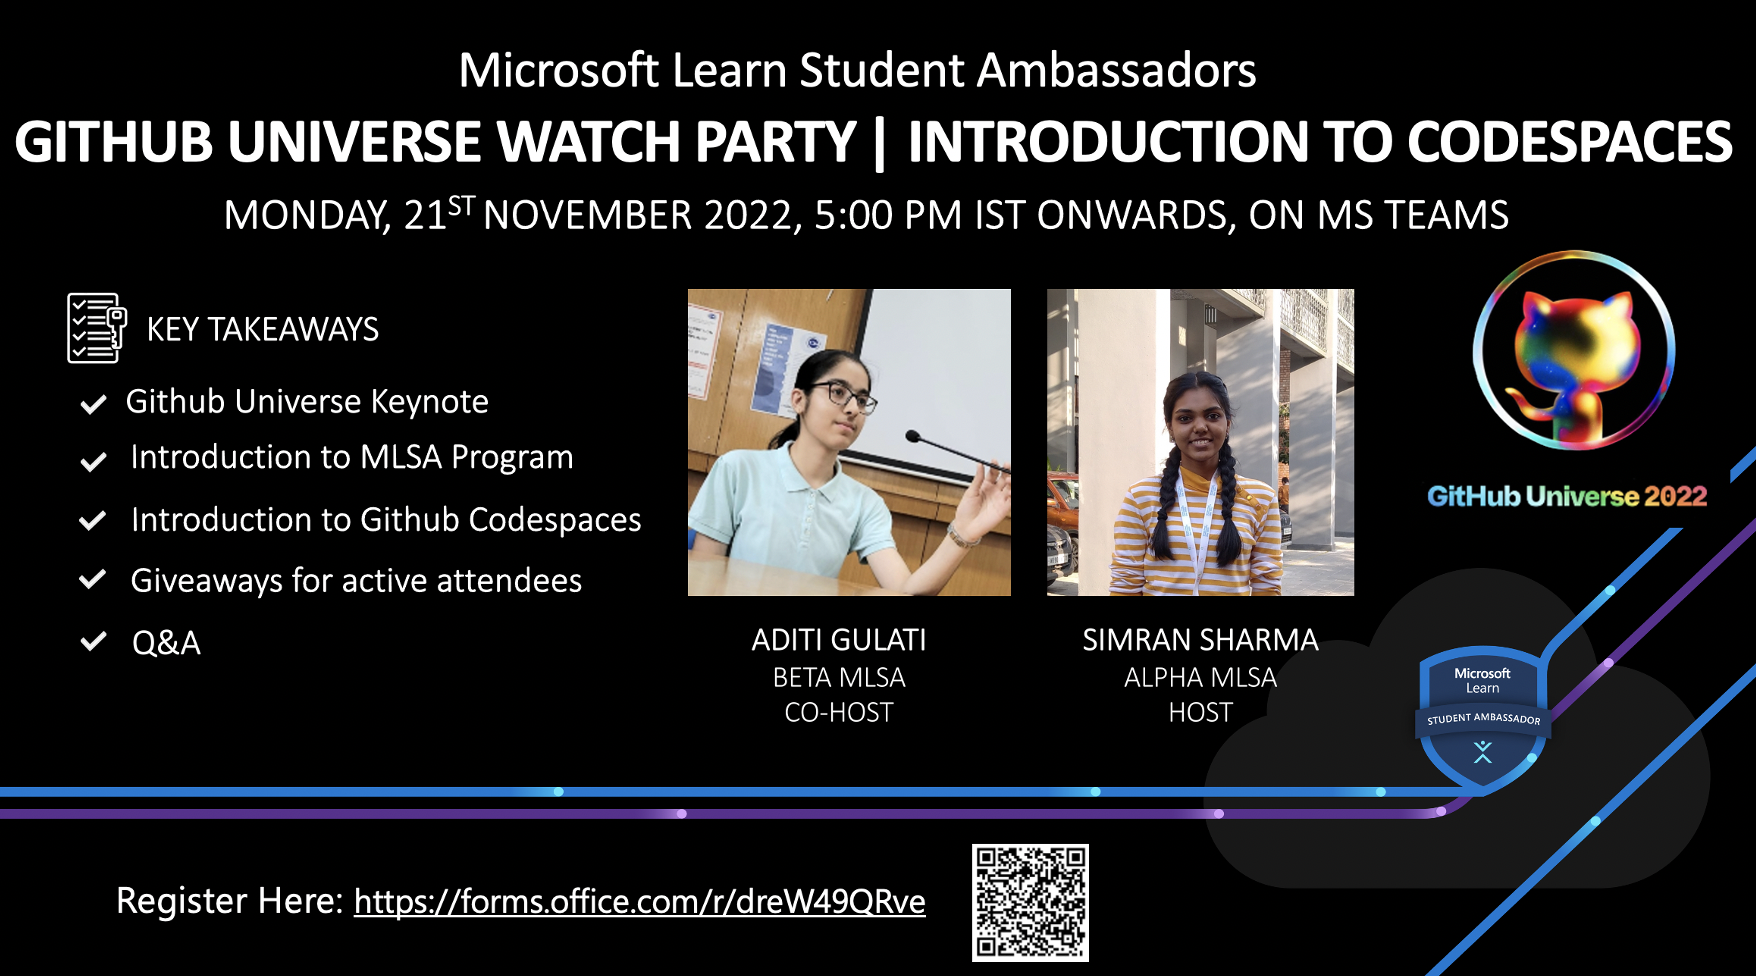 Microsoft Learn Student Ambassadors
GITHUB UNIVERSE WATCH PARTY | INTRODUCTION TO CODESPACES
MONDAY, 21ST NOVEMBER 2022, 5:00 PM IST ONWARDS, ON MS TEAMS
KEY TAKEAWAYS
Github Universe Keynote
Introduction to MLSA Program
Introduction to Github Codespaces
Giveaways for active attendees
Q&A
ADITI GULATI
BETA MLSA
CO-HOST
SIMRAN SHARMA
ALPHA MLSA
HOST
GitHub Universe 2022
Microsoft
Learn
STUDENT AMBASSADOR
Register Here: https://forms.office.com/r/dreW49QRve